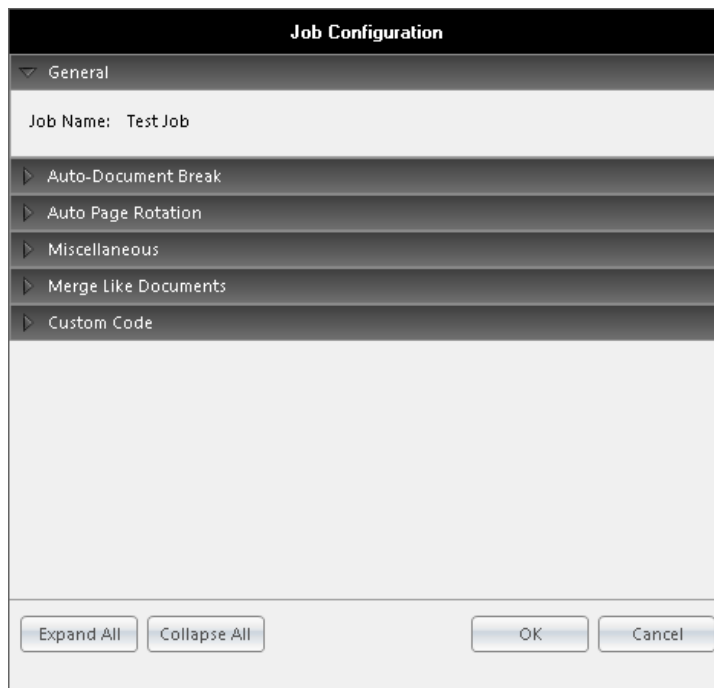 Job Configuration
General
Job Name: Test Job
Auto-Document Break
Auto Page Rotation
Miscellaneous
Merge Like Documents
Custom Code
Expand All Collapse All OK Cancel